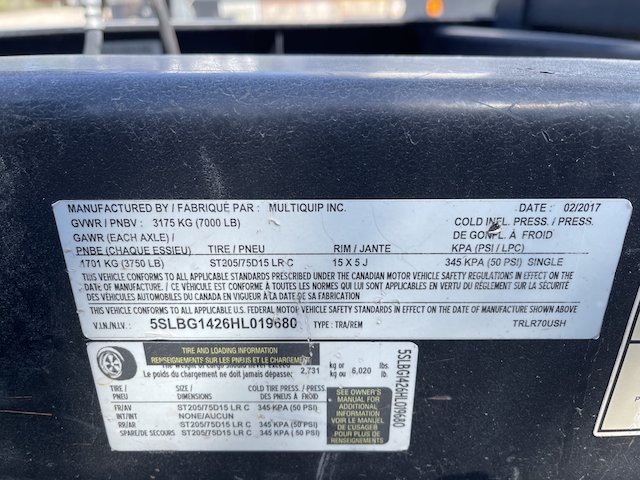 MANUFACTURED BY / FABRIQUÉ PAR : MULTIQUIP INC. DATE : 02/2017
GVWR / PNBV : 3175 KG (7000 LB) COLD INFL. PRESS. / PRESS.
GAWR (EACH AXLE) / DE GONFL. À FROID
PNBE (CHAQUE ESSIEU) TIRE / PNEU RIM / JANTE KPA (PSI / LPC)
1701 KG (3750 LB) ST205/75D15 LR C 15 X 5 J 345 KPA (50 PSI) SINGLE
THIS VEHICLE CONFORMS TO ALL APPLICABLE STANDARDS PRESCRIBED UNDER THE CANADIAN MOTOR VEHICLE SAFETY REGULATIONS IN EFFECT ON THE
DATE OF MANUFACTURE. / CE VÉHICULE EST CONFORME À TOUTES LES NORMES QUI LUI SONT APPLICABLES EN VERTU DU RÈGLEMENT SUR LA SÉCURITÉ
DES VÉHICULES AUTOMOBILES DU CANADA EN VIGUEUR À LA DATE DE SA FABRICATION
THIS VEHICLE CONFORMS TO ALL APPLICABLE U.S. FEDERAL MOTOR VEHICLE SAFETY STANDARDS IN EFFECT ON THE DATE OF MANUFACTURE SHOWN ABOVE
V.I.N./N.I.V.: 5SLBG1426HL019680 TYPE : TRA/REM TRLR70USH
TIRE AND LOADING INFORMATION
RENSEIGNEMENTS SUR LES PNEUS ET LE CHARGEMENT
The weight of cargo should never exceed kg or lbs.
Le poids du chargement ne doit jamais dépasser: 2,731 kg ou 6,020 lb.
TIRE / PNEU SIZE / DIMENSIONS COLD TIRE PRESS. / PRESS. DES PNEUS À FROID
FR/AV ST205/75D15 LR C 345 KPA (50 PSI)
INT/INT NONE/AUCUN
RR/AR ST205/75D15 LR C 345 KPA (50 PSI)
SPARE/DE SECOURS ST205/75D15 LR C 345 KPA (50 PSI)
SEE OWNER'S
MANUAL FOR
ADDITIONAL
INFORMATION
VOIR LE MANUEL
DE L'USAGER
POUR PLUS DE
RENSEIGNEMENTS
5SLBG1426HL019680